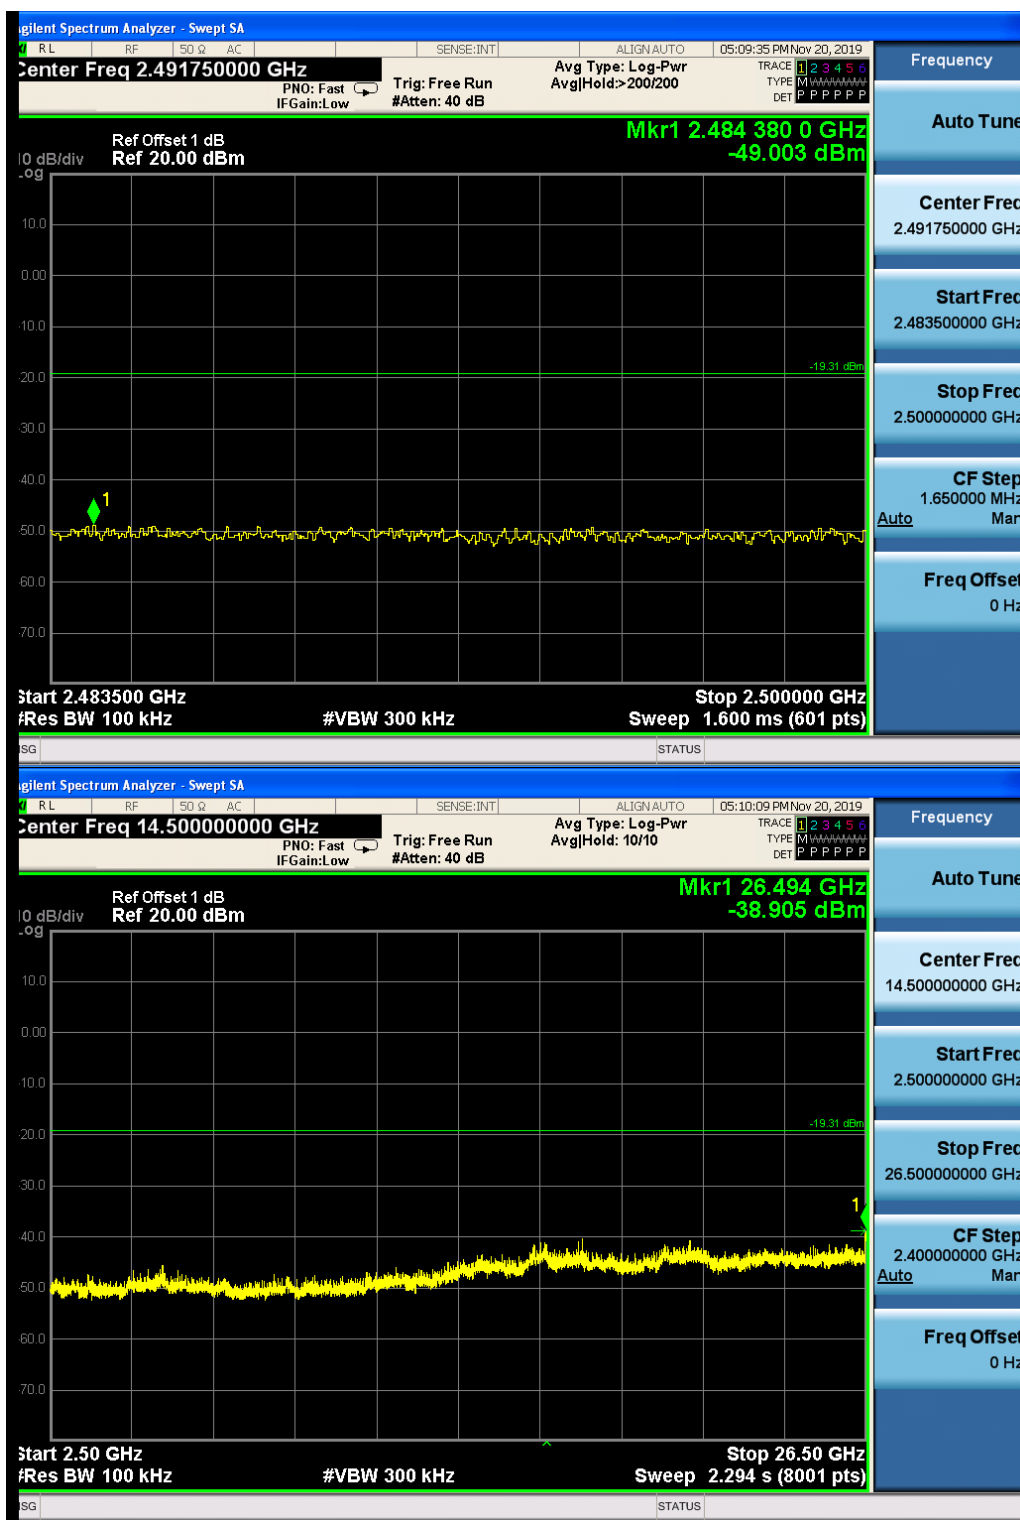 gilent Spectrum Analyzer - Swept SA
RL RF 50 Ω AC SENSE:INT ALIGNAUTO 05:09:35 PM Nov 20, 2019
Center Freq 2.491750000 GHz
PNO: Fast
IFGain:Low
Trig: Free Run
#Atten: 40 dB
Avg Type: Log-Pwr
Avg|Hold:>200/200
TRACE 1 2 3 4 5 6
TYPE M
DET P P P P P P
Ref Offset 1 dB
Ref 20.00 dBm
Mkr1 2.484 380 0 GHz
-49.003 dBm
10 dB/div
Log
10.0
0.00
-10.0
-19.31 dBm
-20.0
-30.0
-40.0
1
-50.0
-60.0
-70.0
Start 2.483500 GHz
Stop 2.500000 GHz
#Res BW 100 kHz
#VBW 300 kHz
Sweep 1.600 ms (601 pts)
SG
STATUS
Frequency
Auto Tune
Center Freq
2.491750000 GHz
Start Freq
2.483500000 GHz
Stop Freq
2.500000000 GHz
CF Step
1.650000 MHz
Auto Man
Freq Offset
0 Hz
gilent Spectrum Analyzer - Swept SA
RL RF 50 Ω AC SENSE:INT ALIGNAUTO 05:10:09 PM Nov 20, 2019
Center Freq 14.500000000 GHz
PNO: Fast
IFGain:Low
Trig: Free Run
#Atten: 40 dB
Avg Type: Log-Pwr
Avg|Hold: 10/10
TRACE 1 2 3 4 5 6
TYPE M
DET P P P P P P
Ref Offset 1 dB
Ref 20.00 dBm
Mkr1 26.494 GHz
-38.905 dBm
10 dB/div
Log
10.0
0.00
-10.0
-19.31 dBm
-20.0
-30.0
1
-40.0
-50.0
-60.0
-70.0
Start 2.50 GHz
Stop 26.50 GHz
#Res BW 100 kHz
#VBW 300 kHz
Sweep 2.294 s (8001 pts)
SG
STATUS
Frequency
Auto Tune
Center Freq
14.500000000 GHz
Start Freq
2.500000000 GHz
Stop Freq
26.500000000 GHz
CF Step
2.400000000 GHz
Auto Man
Freq Offset
0 Hz